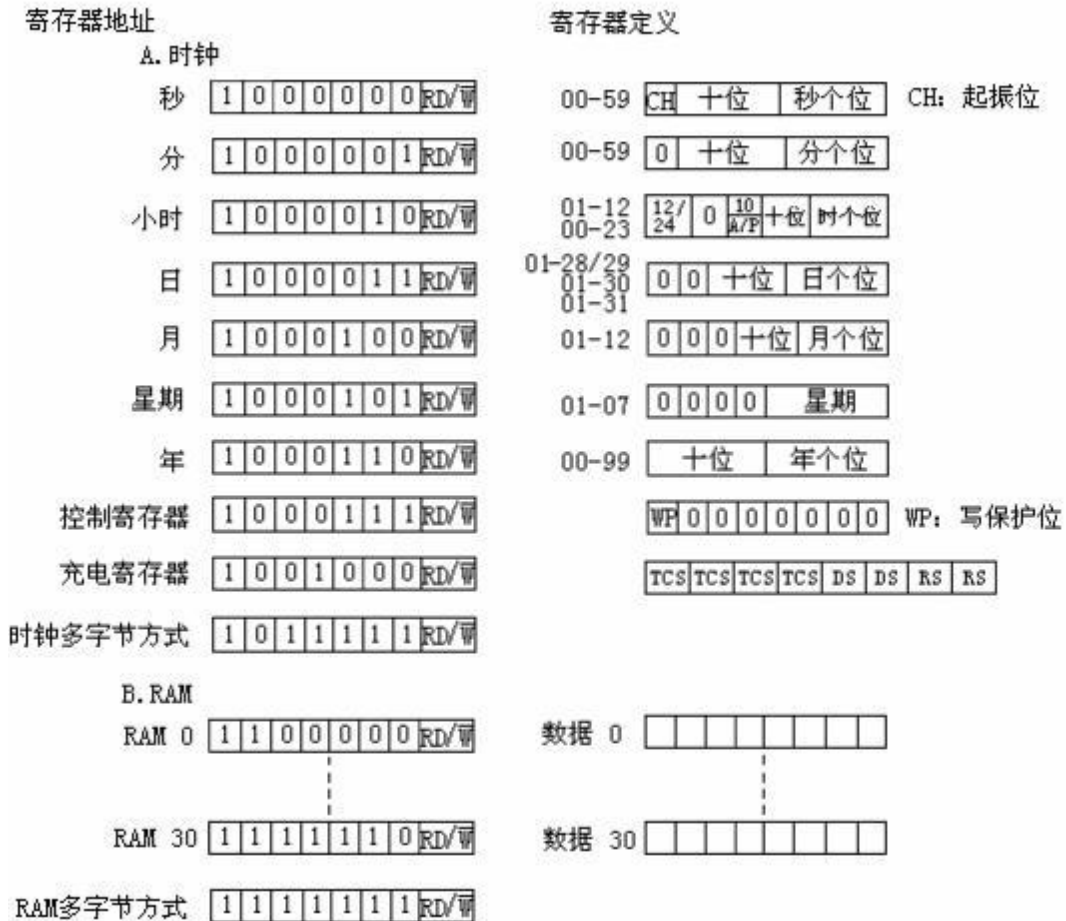 寄存器地址 寄存器定义
A.时钟
秒 1 0 0 0 0 0 0 RD/W̅ 00-59 CH 十位 秒个位 CH: 起振位
分 1 0 0 0 0 0 1 RD/W̅ 00-59 0 十位 分个位
小时 1 0 0 0 0 1 0 RD/W̅ 01-12 00-23 12/24 0 10 A/P 十位 时个位
日 1 0 0 0 0 1 1 RD/W̅ 01-28/29 01-30 01-31 0 0 十位 日个位
月 1 0 0 0 1 0 0 RD/W̅ 01-12 0 0 0 十位 月个位
星期 1 0 0 0 1 0 1 RD/W̅ 01-07 0 0 0 0 星期
年 1 0 0 0 1 1 0 RD/W̅ 00-99 十位 年个位
控制寄存器 1 0 0 0 1 1 1 RD/W̅ WP 0 0 0 0 0 0 0 WP: 写保护位
充电寄存器 1 0 0 1 0 0 0 RD/W̅ TCS TCS TCS TCS DS DS RS RS
时钟多字节方式 1 0 1 1 1 1 1 RD/W̅
B.RAM
RAM 0 1 1 0 0 0 0 0 RD/W̅ 数据 0
RAM 30 1 1 1 1 1 1 0 RD/W̅ 数据 30
RAM多字节方式 1 1 1 1 1 1 1 RD/W̅